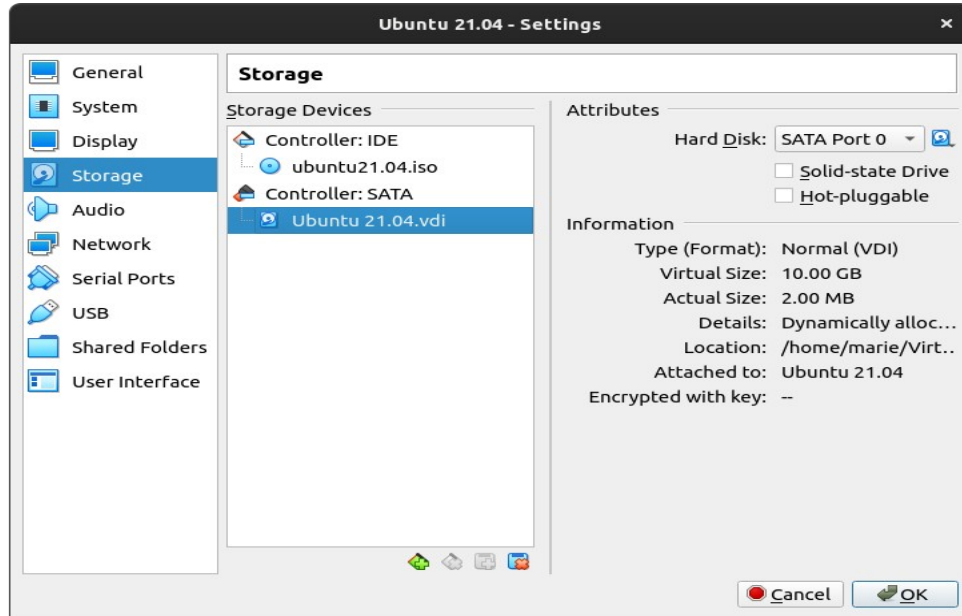 Ubuntu 21.04 - Settings
General
System
Display
Storage
Audio
Network
Serial Ports
USB
Shared Folders
User Interface
Storage
Storage Devices
Controller: IDE
ubuntu21.04.iso
Controller: SATA
Ubuntu 21.04.vdi
Attributes
Hard Disk: SATA Port 0
Solid-state Drive
Hot-pluggable
Information
Type (Format): Normal (VDI)
Virtual Size: 10.00 GB
Actual Size: 2.00 MB
Details: Dynamically alloc...
Location: /home/marie/Virt..
Attached to: Ubuntu 21.04
Encrypted with key: --
Cancel OK